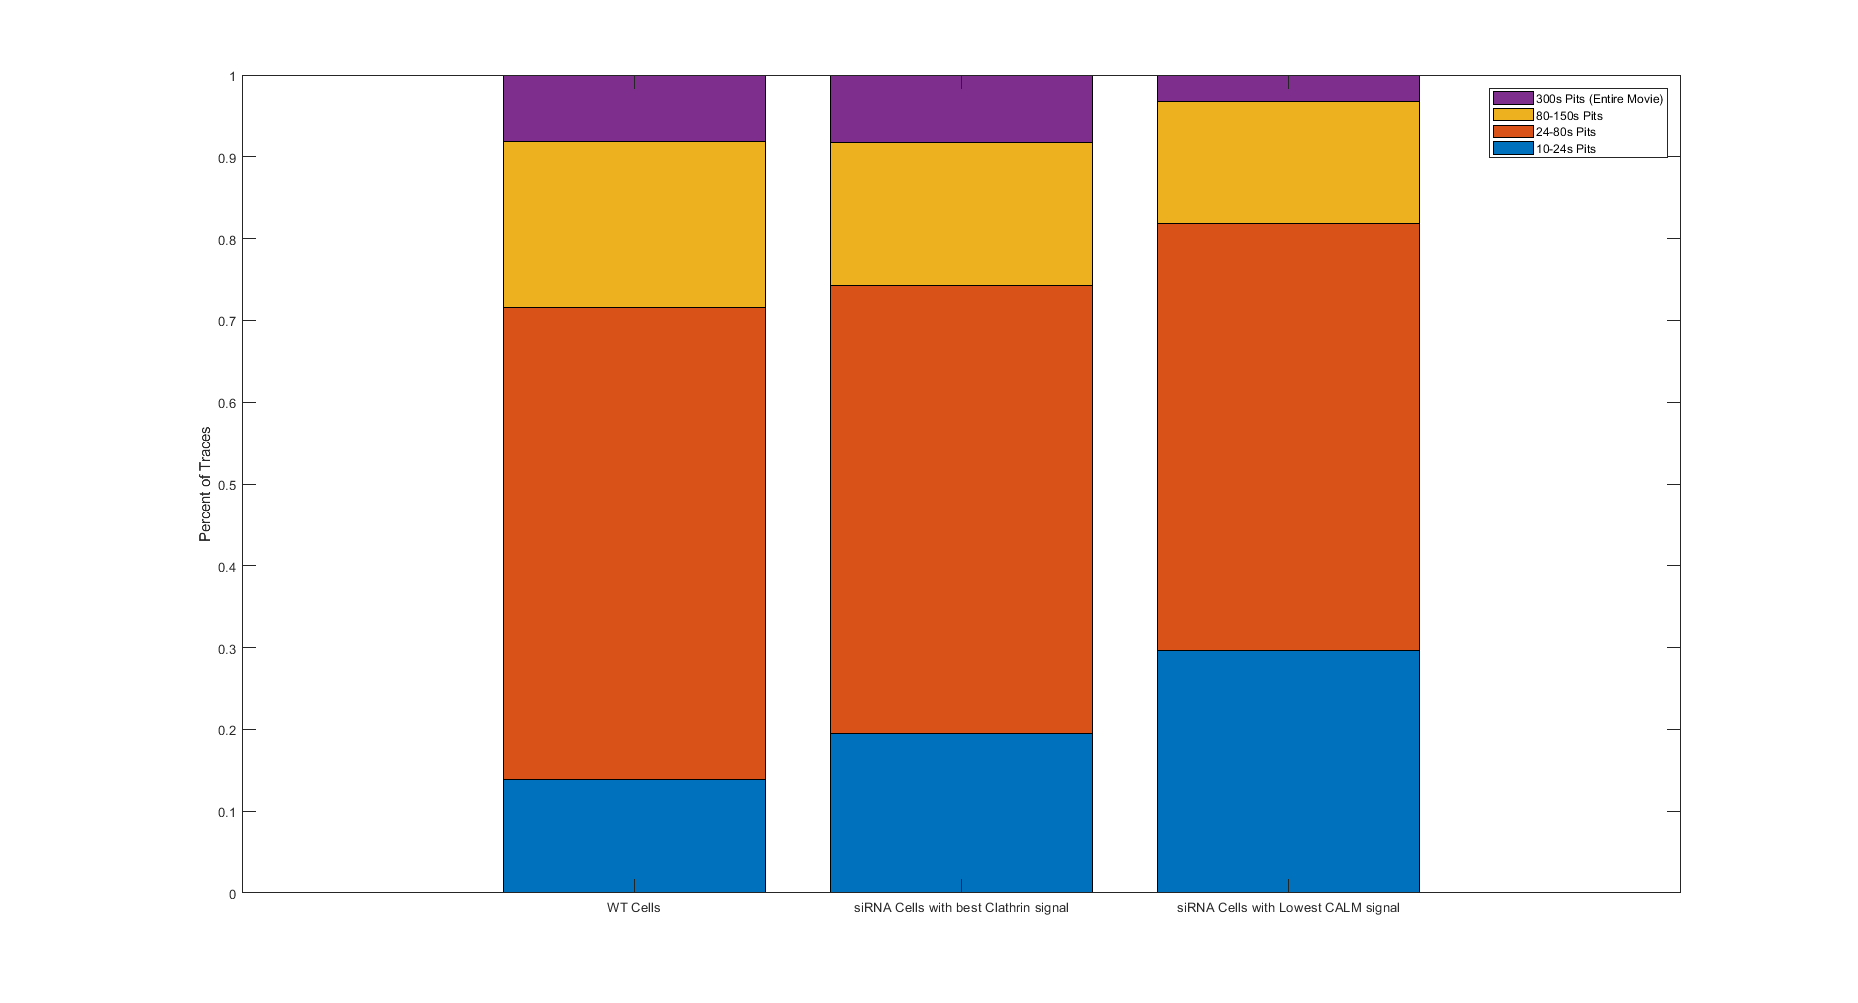 1
0.9
0.8
0.7
0.6
0.5
0.4
0.3
0.2
0.1
0
Percent of Traces
300s Pits (Entire Movie)
80-150s Pits
24-80s Pits
10-24s Pits
WT Cells
siRNA Cells with best Clathrin signal
siRNA Cells with Lowest CALM signal